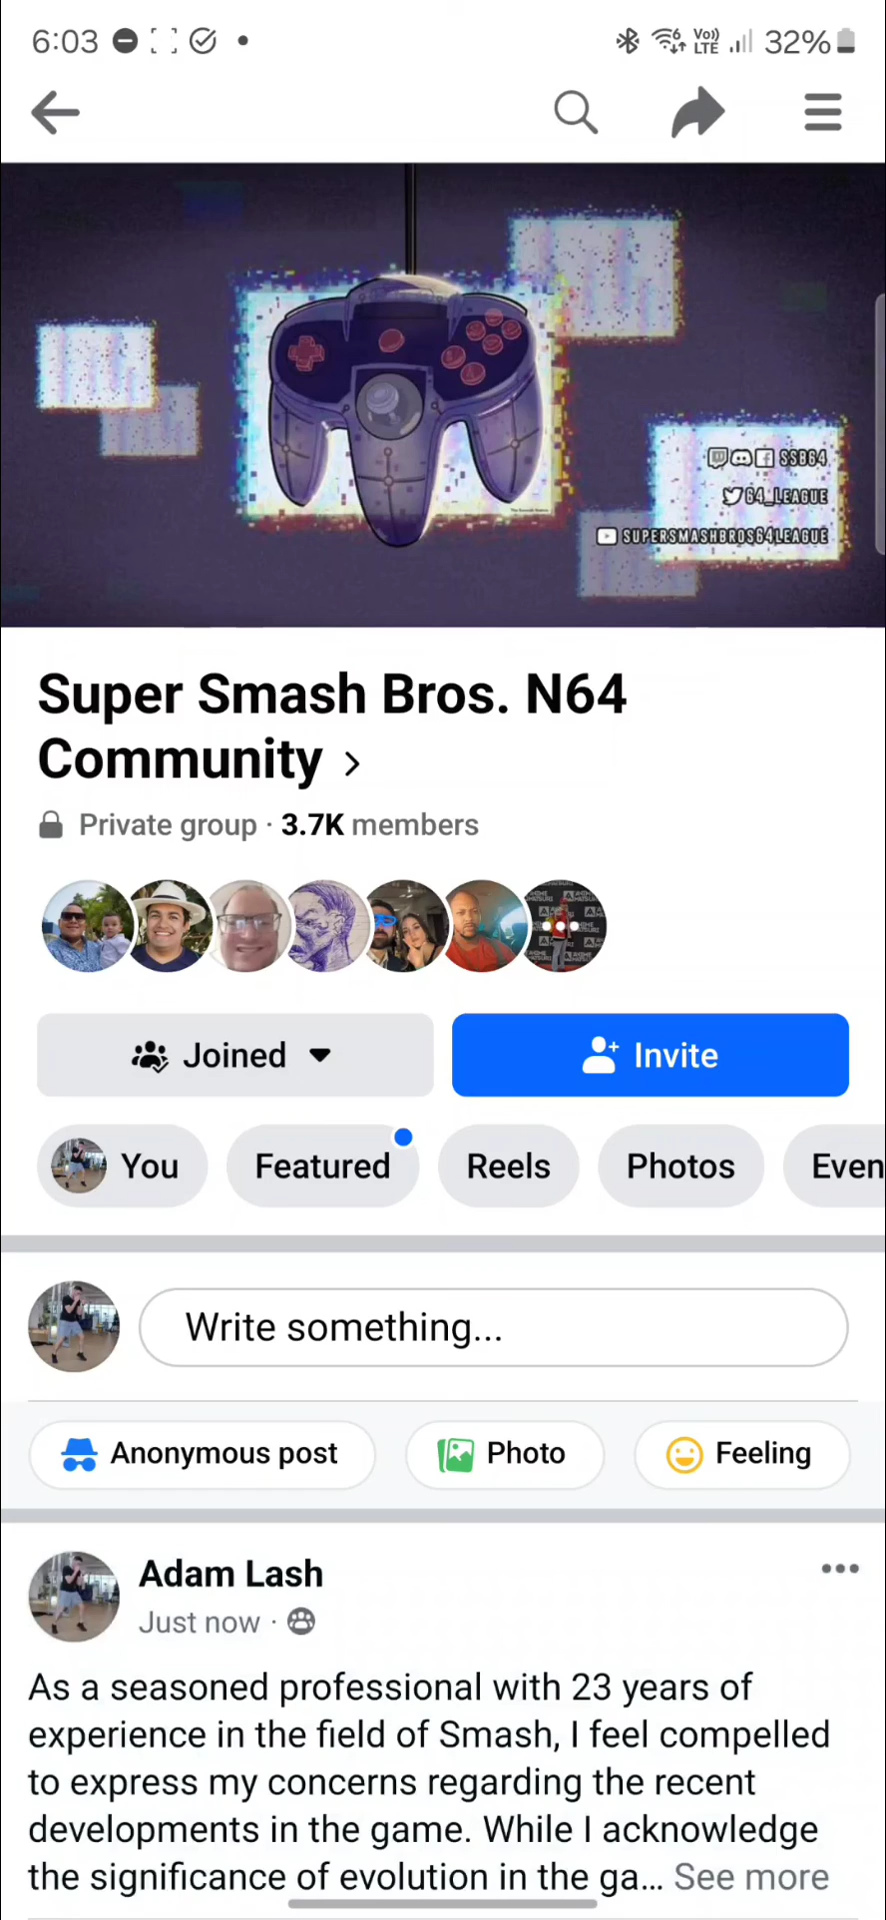 6:03
Vo))
LTE
6
32%
SSB64
64_LEAGUE
SUPERSMASHBROS64LEAGUE
Super Smash Bros. N64
Community
Private group · 3.7K members
Joined
Invite
You
Featured
Reels
Photos
Even
Write something...
Anonymous post
Photo
Feeling
Adam Lash
Just now ·
As a seasoned professional with 23 years of
experience in the field of Smash, I feel compelled
to express my concerns regarding the recent
developments in the game. While I acknowledge
the significance of evolution in the ga... See more